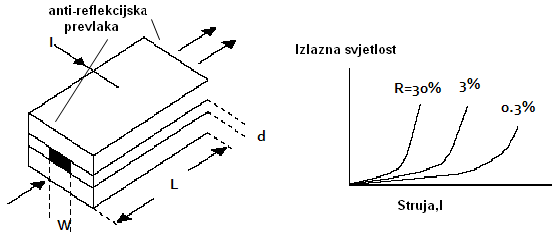 anti-reflekcijska
prevlaka
I
d
L
W
Izlazna svjetlost
R=30%
3%
0.3%
Struja,I